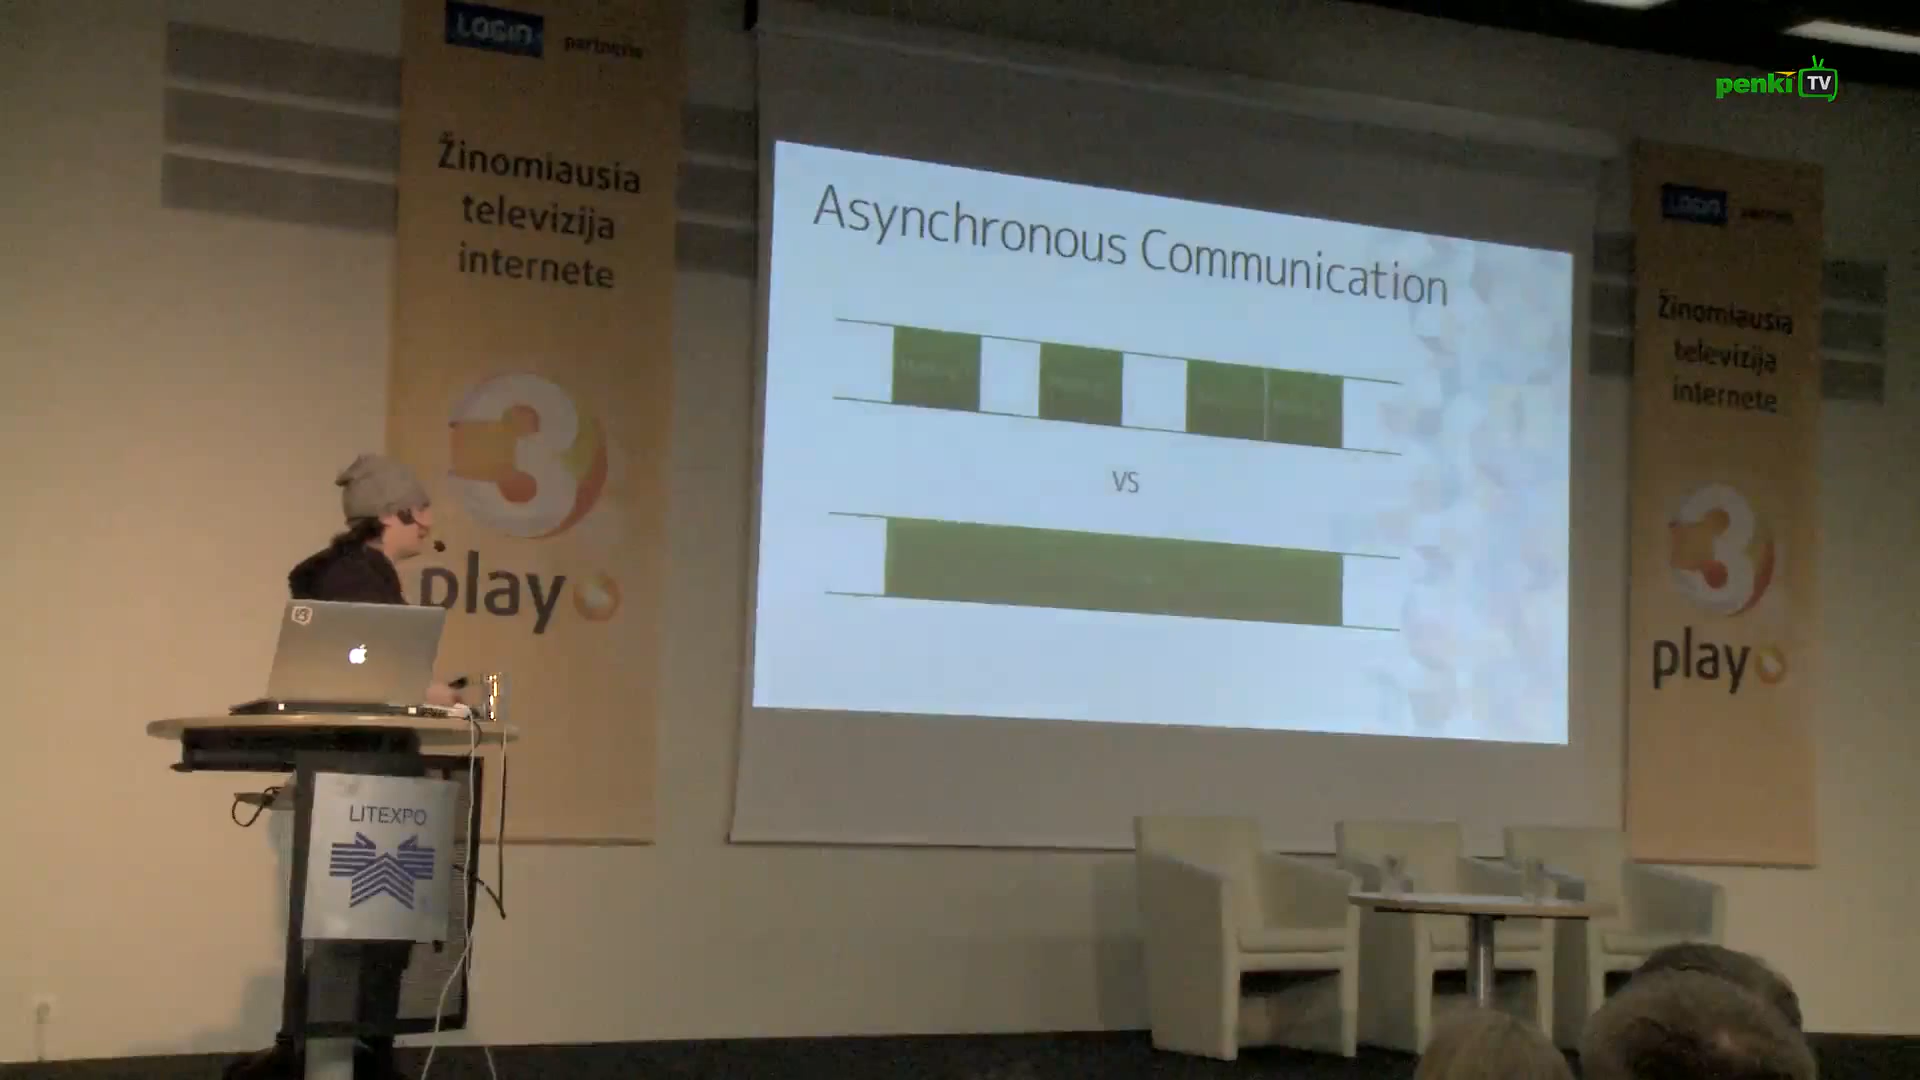 LOGIN partneris
Žinomiausia
televizija
internete
3
play
LITEXPO
Asynchronous Communication
VS
penki TV
LOGIN partneris
Žinomiausia
televizija
internete
3
play